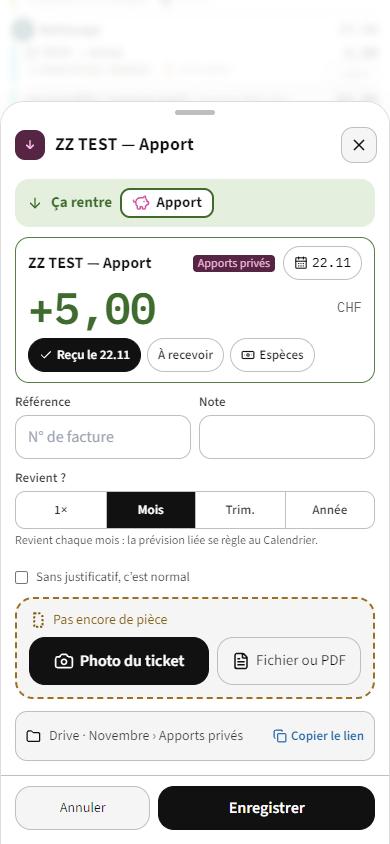 ZZ TEST — Apport
Ça rentre
Apport
ZZ TEST — Apport
Apports privés
22.11
+5,00
CHF
Reçu le 22.11
À recevoir
Espèces
Référence
Note
N° de facture
Revient ?
1×
Mois
Trim.
Année
Revient chaque mois : la prévision liée se règle au Calendrier.
Sans justificatif, c’est normal
Pas encore de pièce
Photo du ticket
Fichier ou PDF
Drive · Novembre › Apports privés
Copier le lien
Annuler
Enregistrer